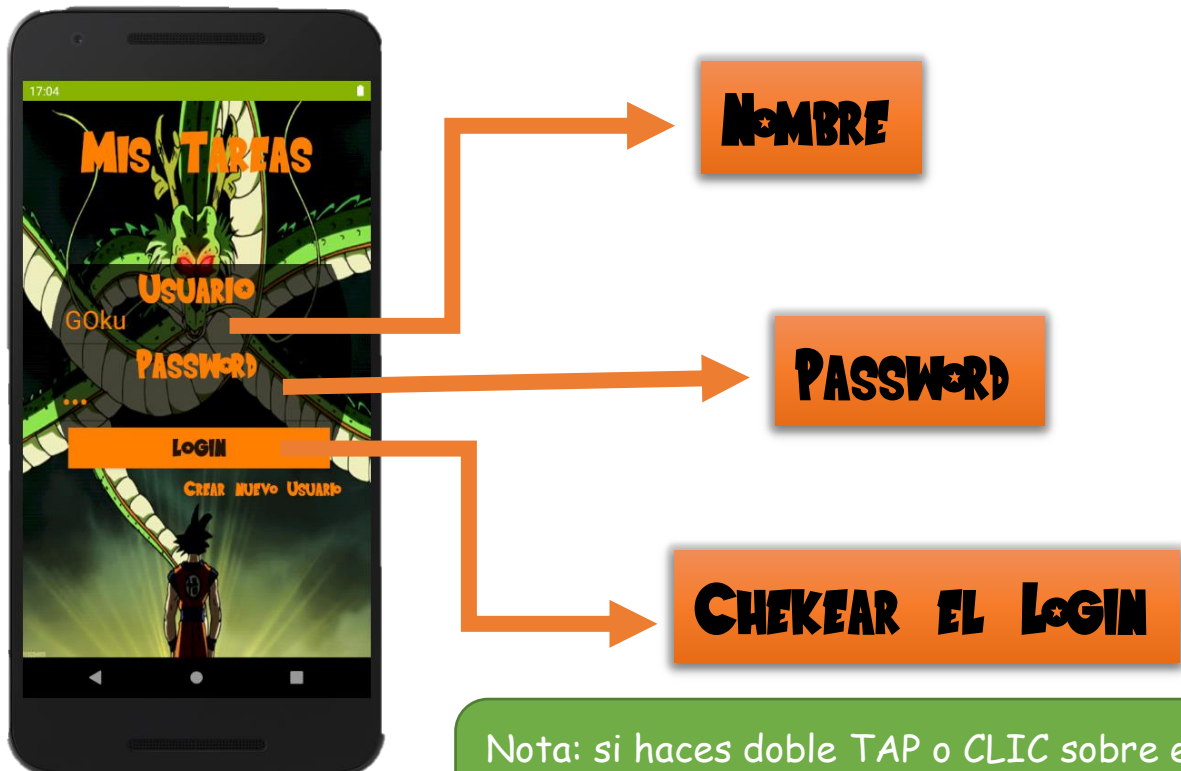 17:04
Mis Tareas
Usuario
GOku
Password
Login
Crear nuevo Usuario
Nombre
Password
Chekear el Login
Nota: si haces doble TAP o CLIC sobre e